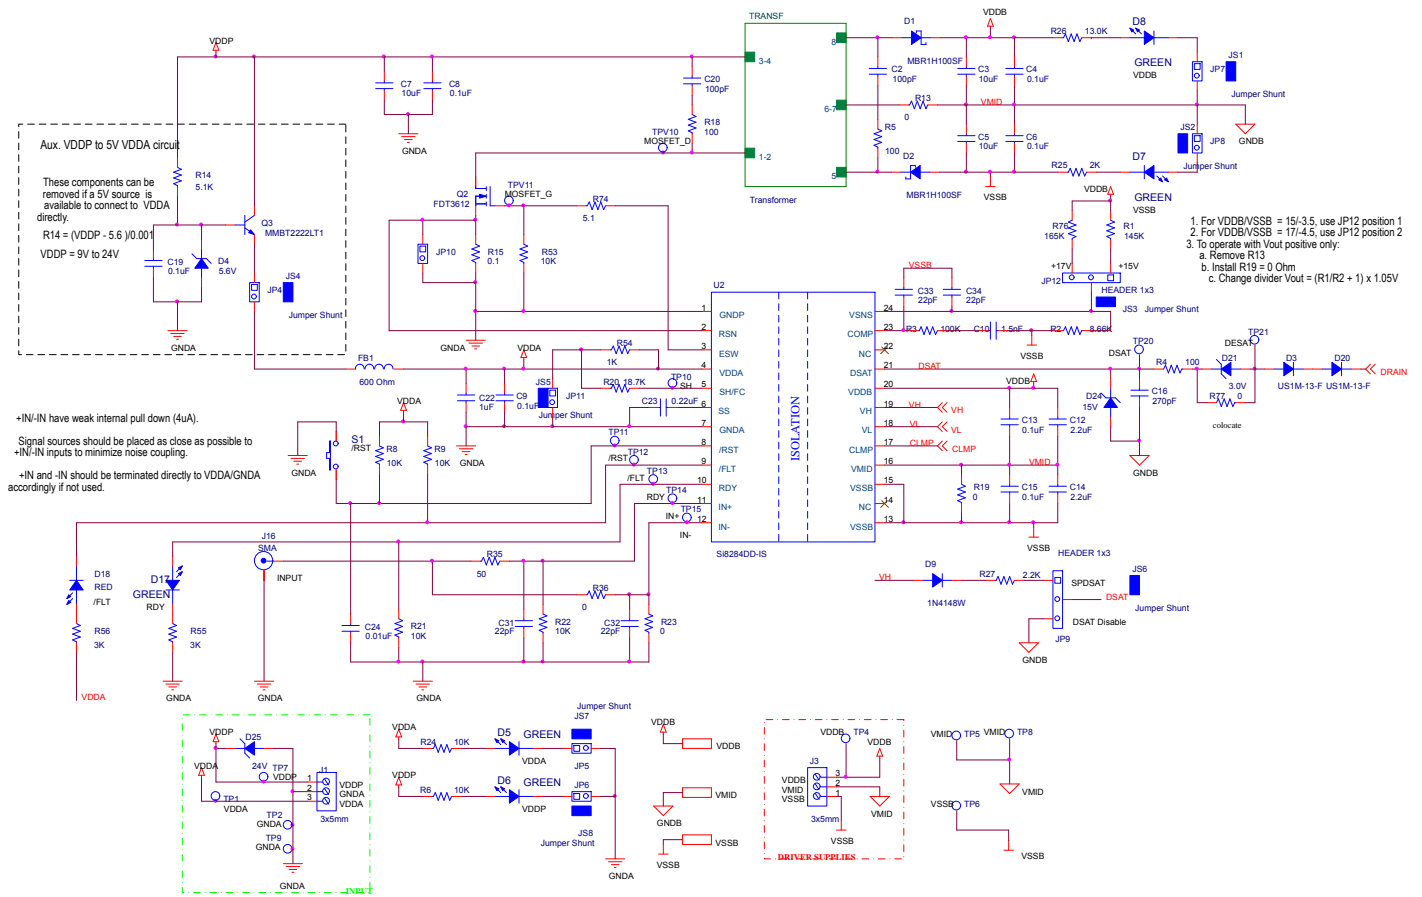 TRANSF
VDDP
VDDB
D1
MBR1H100SF
R26 13.0K
D8
GREEN
VDDB
JS1
JP7
Jumper Shunt
8
3-4
C7
10uF
C8
0.1uF
C20
100pF
C2
100pF
C3
10uF
C4
0.1uF
GNDA
R18
100
6-7
R13
0
VMID
GNDB
TPV10
MOSFET_D
1-2
R5
100
C5
10uF
C6
0.1uF
JS2
JP8
Jumper Shunt
Aux. VDDP to 5V VDDA circuit
These components can be
removed if a 5V source is
available to connect to VDDA
directly.
R14 = (VDDP - 5.6 )/0.001
VDDP = 9V to 24V
R14
5.1K
Q3
MMBT2222LT1
C19
0.1uF
D4
5.6V
JS4
JP4
Jumper Shunt
GNDA
5
D2
MBR1H100SF
VSSB
R25 2K
D7
GREEN
VSSB
Transformer
Q2
FDT3612
TPV11
MOSFET_G
R74
5.1
JP10
R15
0.1
R53
10K
GNDA
VDDB
R76
165K
R1
145K
+17V
+15V
JP12
HEADER 1x3
JS3 Jumper Shunt
1. For VDDB/VSSB = 15/-3.5, use JP12 position 1
2. For VDDB/VSSB = 17/-4.5, use JP12 position 2
3. To operate with Vout positive only:
a. Remove R13
b. Install R19 = 0 Ohm
c. Change divider Vout = (R1/R2 + 1) x 1.05V
VSSB
C33
22pF
C34
22pF
R3 100K
C10 1.5nF
R2 8.66K
VSSB
U2
ISOLATION
Si8284DD-IS
1 GNDP
2 RSN
3 ESW
4 VDDA
5 SH/FC
6 SS
7 GNDA
8 /RST
9 /FLT
10 RDY
11 IN+
12 IN-
24 VSNS
23 COMP
22 NC
21 DSAT
20 VDDB
19 VH
18 VL
17 CLMP
16 VMID
15 VSSB
14 NC
13 VSSB
FB1
600 Ohm
VDDA
R54
1K
R20 18.7K
TP10
SH
C22
1uF
C9
0.1uF
JS5
JP11
Jumper Shunt
C23 0.22uF
GNDA
DSAT
TP20
DSAT
R4 100
TP21
DESAT
D21
3.0V
R77 0
colocate
D3
US1M-13-F
D20
US1M-13-F
DRAIN
C16
270pF
D24
15V
GNDB
VDDB
VH
VH
VL
VL
CLMP
CLMP
C13
0.1uF
C12
2.2uF
VMID
R19
0
C15
0.1uF
C14
2.2uF
VSSB
+IN/-IN have weak internal pull down (4uA).
Signal sources should be placed as close as possible to
+IN/-IN inputs to minimize noise coupling.
+IN and -IN should be terminated directly to VDDA/GNDA
accordingly if not used.
GNDA
S1
/RST
VDDA
R8
10K
R9
10K
TP11
/RST
TP12
/FLT
TP13
RDY
TP14
IN+
TP15
IN-
J16
SMA
INPUT
R35
50
R36
0
D18
RED
/FLT
D17
GREEN
RDY
R56
3K
R55
3K
C24
0.01uF
R21
10K
C31
22pF
R22
10K
C32
22pF
R23
0
VDDA
GNDA
GNDA
GNDA
VH
D9
1N4148W
R27 2.2K
HEADER 1x3
SPDSAT
DSAT
DSAT Disable
JP9
JS6
Jumper Shunt
GNDB
VDDP
D25
24V
VDDA
TP7
VDDP
J1
1
2
3
VDDP
GNDA
VDDA
3x5mm
TP1
VDDA
TP2
GNDA
TP9
GNDA
GNDA
INPUT
Jumper Shunt
JS7
VDDA
R24 10K
D5
GREEN
VDDA
JP5
VDDP
R6 10K
D6
GREEN
VDDP
JP6
JS8
Jumper Shunt
GNDA
VDDB
VDDB
VMID
GNDB
VSSB
VSSB
VDDB
TP4
VDDB
J3
VDDB
VMID
VSSB
3
2
1
3x5mm
VMID
VSSB
DRIVER SUPPLIES
VMID TP5
VMID TP8
VMID
VSSB TP6
VSSB